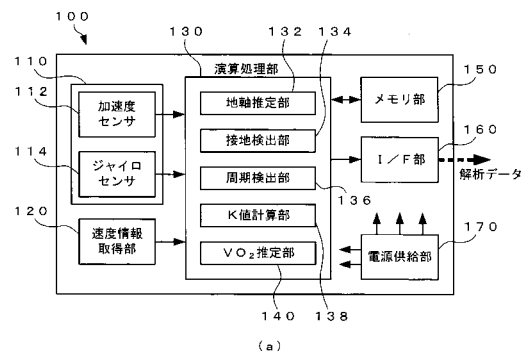 100
110
130
132
134
演算処理部
112
加速度
センサ
地軸推定部
メモリ部
150
接地検出部
160
114
ジャイロ
センサ
I/F部
解析データ
周期検出部
136
120
速度情報
取得部
K値計算部
170
VO₂推定部
電源供給部
140
138
(a)